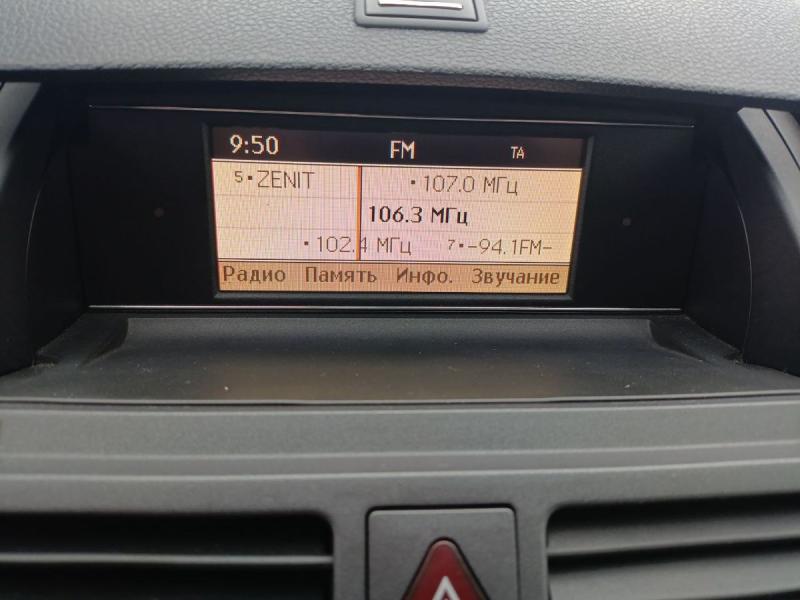 9:50 FM TA
5·ZENIT ·107.0 МГц
106.3 МГц
·102.4 МГц 7·-94.1FM-
Радио Память Инфо. Звучание